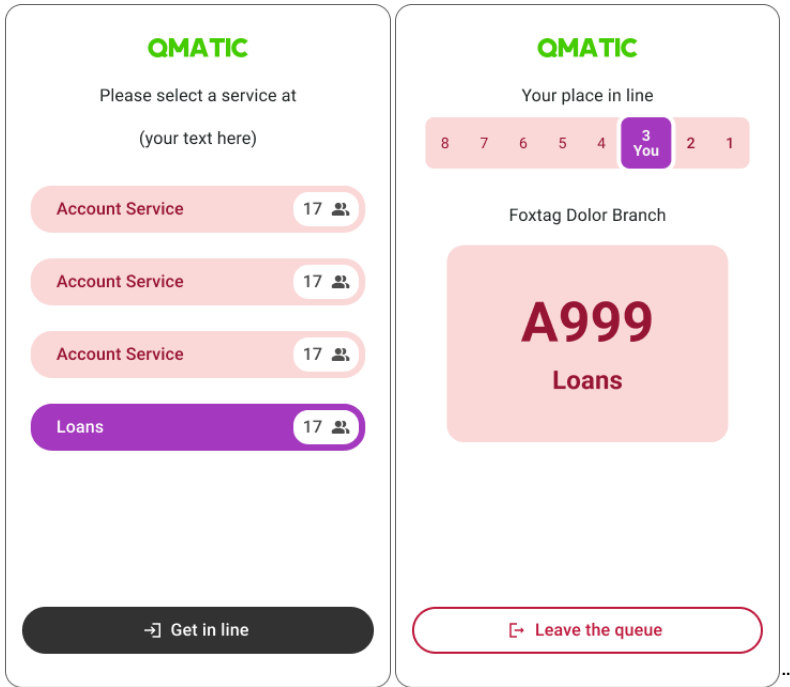 QMATIC
Please select a service at
(your text here)
Account Service 17
Account Service 17
Account Service 17
Loans 17
Get in line
QMATIC
Your place in line
8 7 6 5 4 3 You 2 1
Foxtag Dolor Branch
A999
Loans
Leave the queue
..